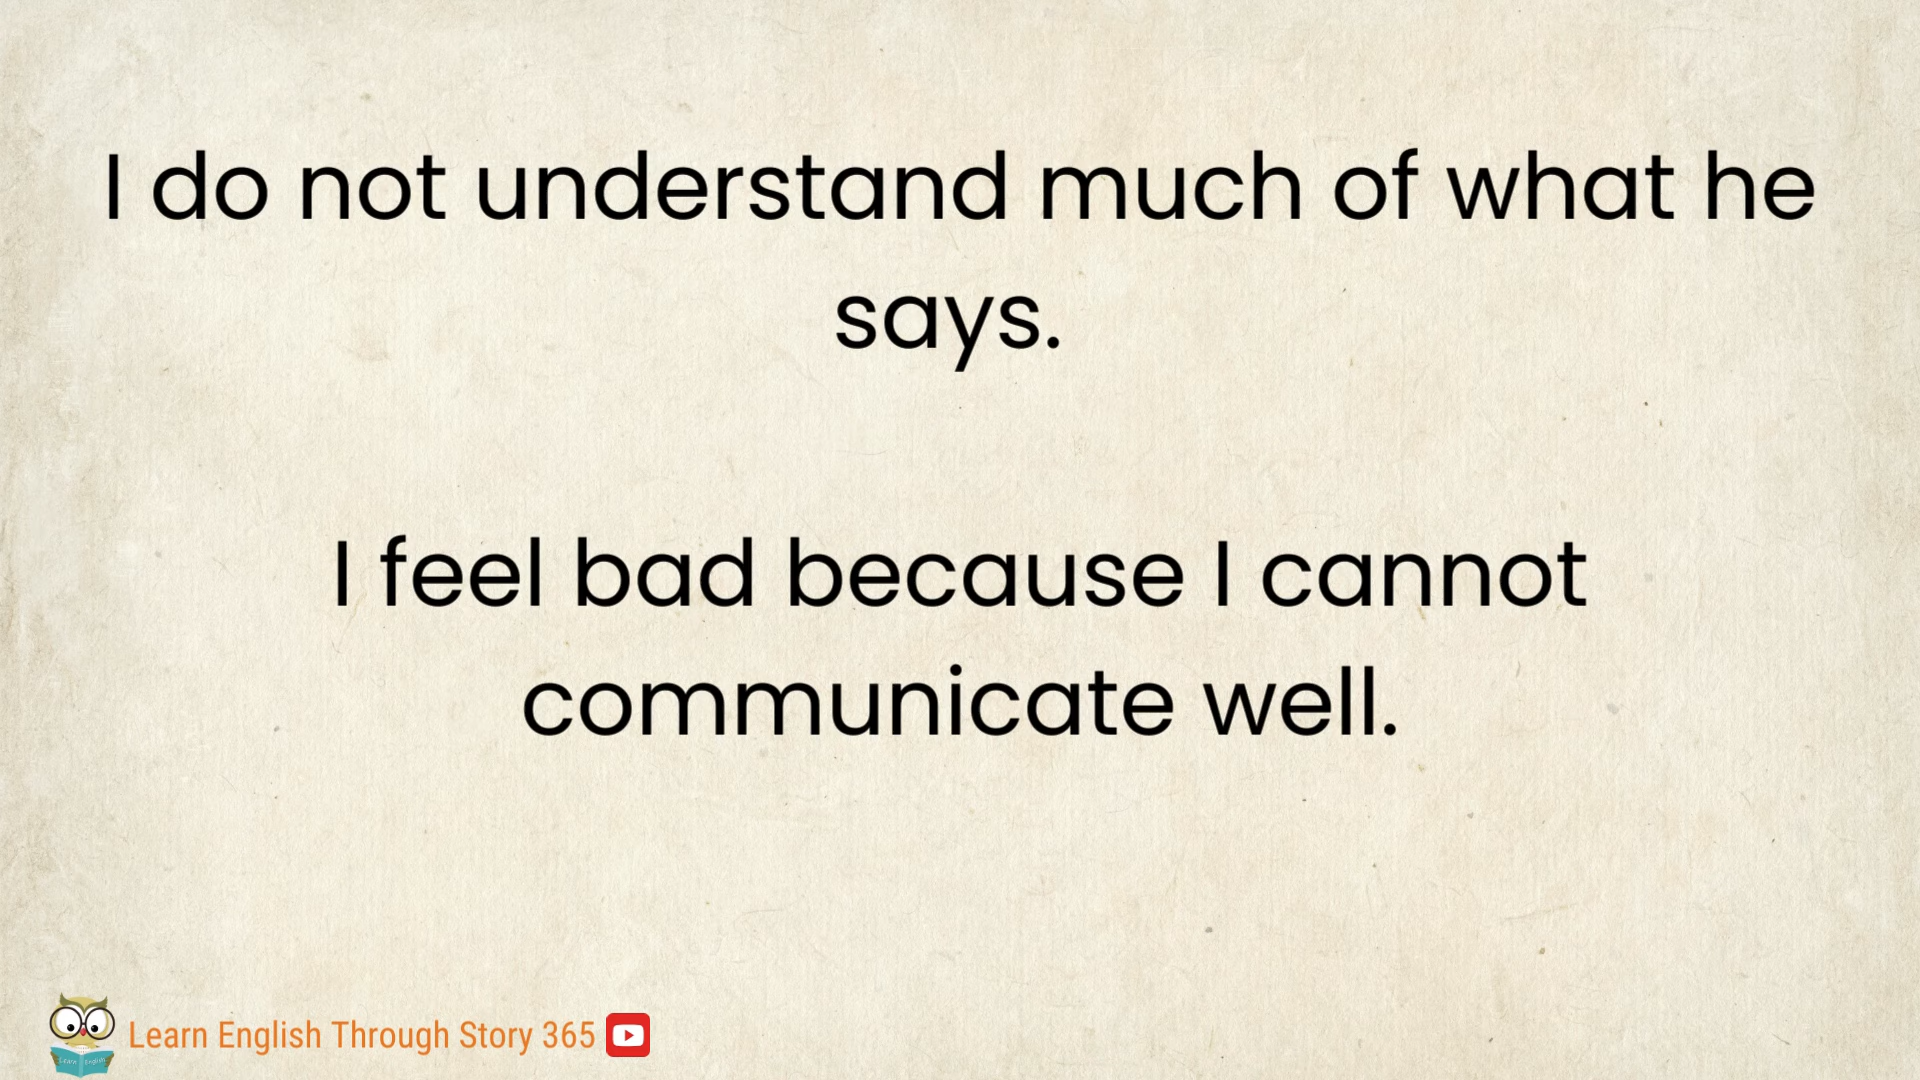 I do not understand much of what he
says.
I feel bad because I cannot
communicate well.
Learn English Through Story 365